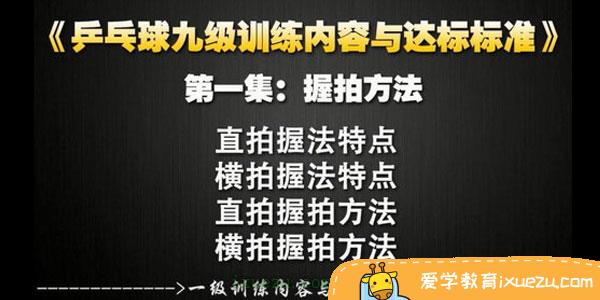 《乒乓球九级训练内容与达标标准》
第一集：握拍方法
直拍握法特点
横拍握法特点
直拍握拍方法
横拍握拍方法
-------->一级训练内容与
爱学教育ixuezu.com